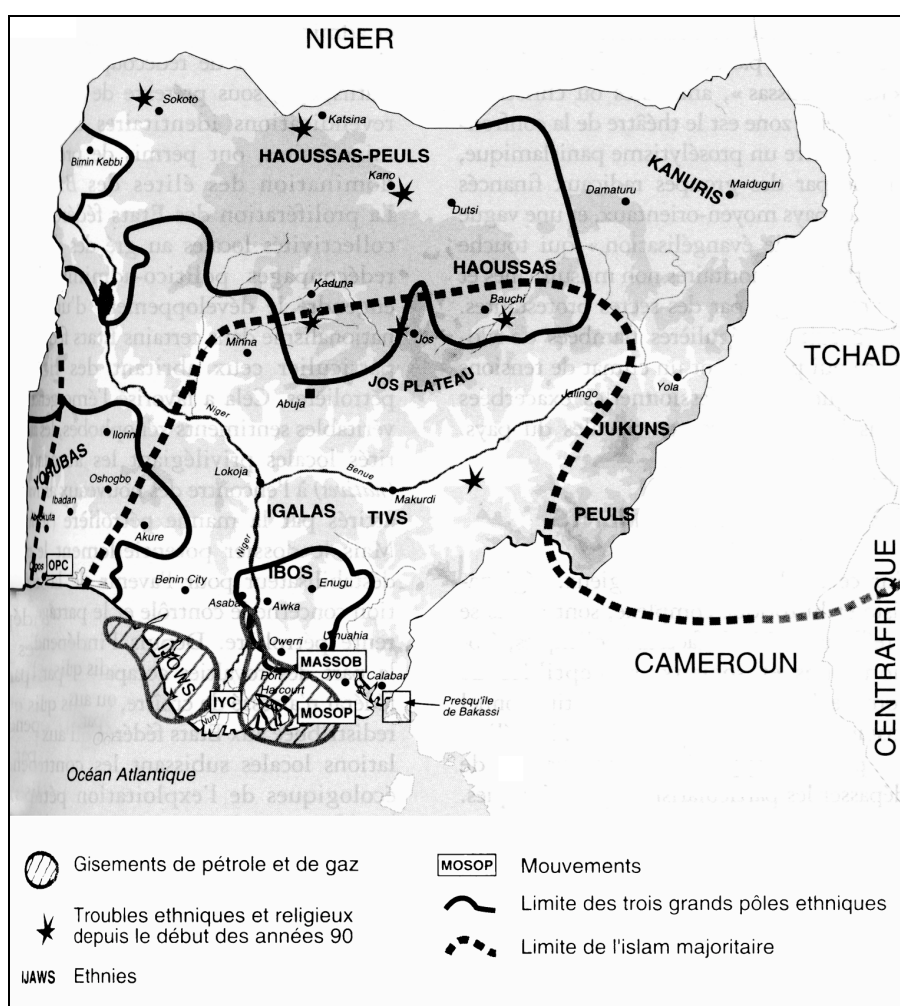 NIGER
Sokoto
Katsina
Bimin Kebbi
HAOUSSAS-PEULS
Kano
KANURIS
Maiduguri
Damaturu
Dutsi
HAOUSSAS
Kaduna
Bauchi
Minna
Jos
TCHAD
JOS PLATEAU
Abuja
Yola
Jalingo
Niger
JUKUNS
Ilorin
YORUBAS
Lokoja
Benue
Oshogbo
Makurdi
Ibadan
IGALAS
TIVS
PEULS
Akure
Niger
OPC
IBOS
Benin City
Enugu
Asaba
Awka
CENTRAFRIQUE
Owerri
Umuahia
IJOWS
MASSOB
CAMEROUN
Uyo
Calabar
Port
Harcourt
IYC
MOSOP
Nun
Presqu'île
de Bakassi
Océan Atlantique
Gisements de pétrole et de gaz
Troubles ethniques et religieux
depuis le début des années 90
IJAWS Ethnies
MOSOP Mouvements
Limite des trois grands pôles ethniques
Limite de l'islam majoritaire